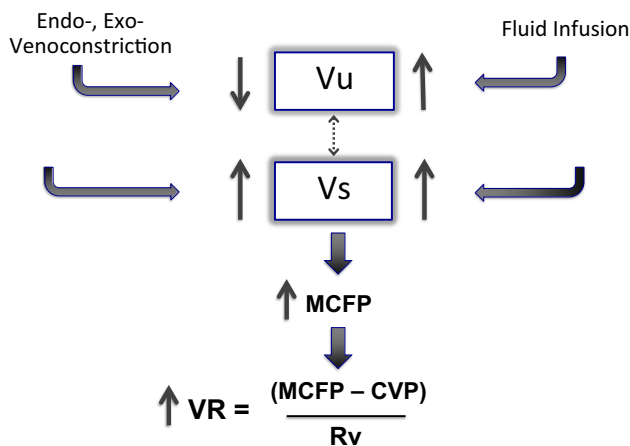 Endo-, Exo-
Venoconstriction
Fluid Infusion
Vu
Vs
MCFP
(MCFP – CVP)
VR =
Rv